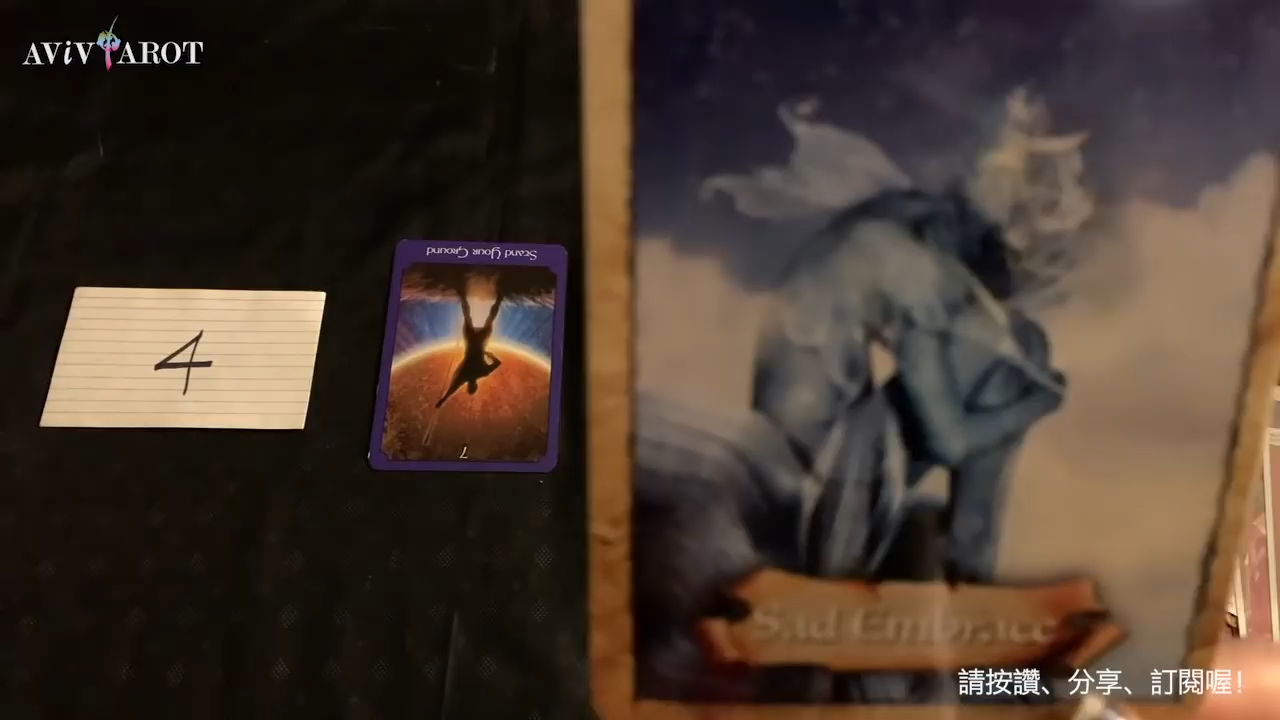 AViVTAROT
4
Stand Your Ground
7
Sad Embrace
請按讚、分享、訂閱喔！